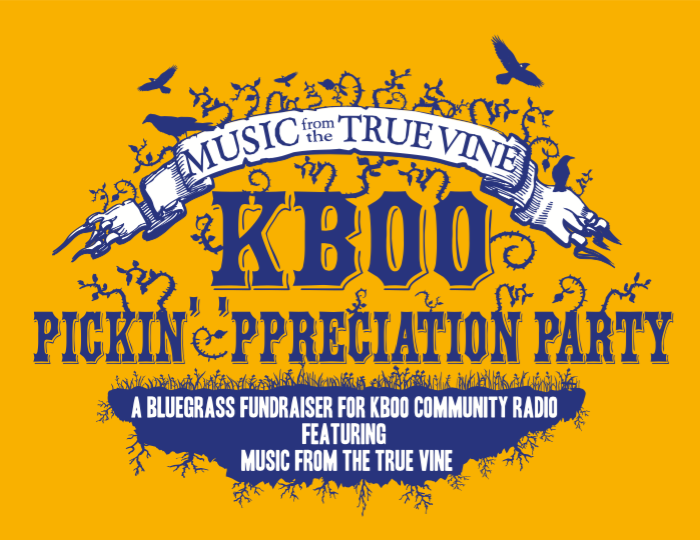 MUSIC from the TRUE VINE
KBOO
PICKIN' 'PPRECIATION PARTY
A BLUEGRASS FUNDRAISER FOR KBOO COMMUNITY RADIO
FEATURING
MUSIC FROM THE TRUE VINE